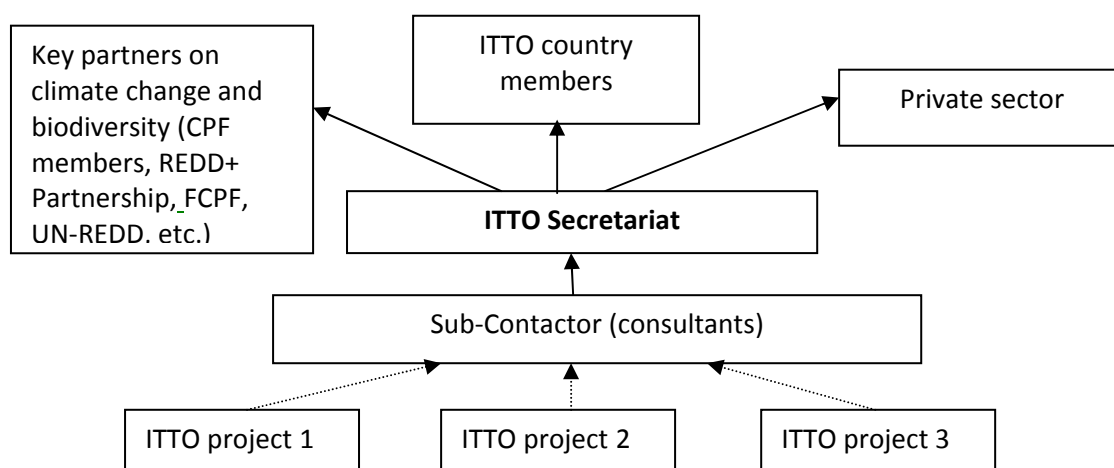 Key partners on
climate change and
biodiversity (CPF
members, REDD+
Partnership, FCPF,
UN-REDD. etc.)
ITTO country
members
Private sector
ITTO Secretariat
Sub-Contactor (consultants)
ITTO project 1
ITTO project 2
ITTO project 3